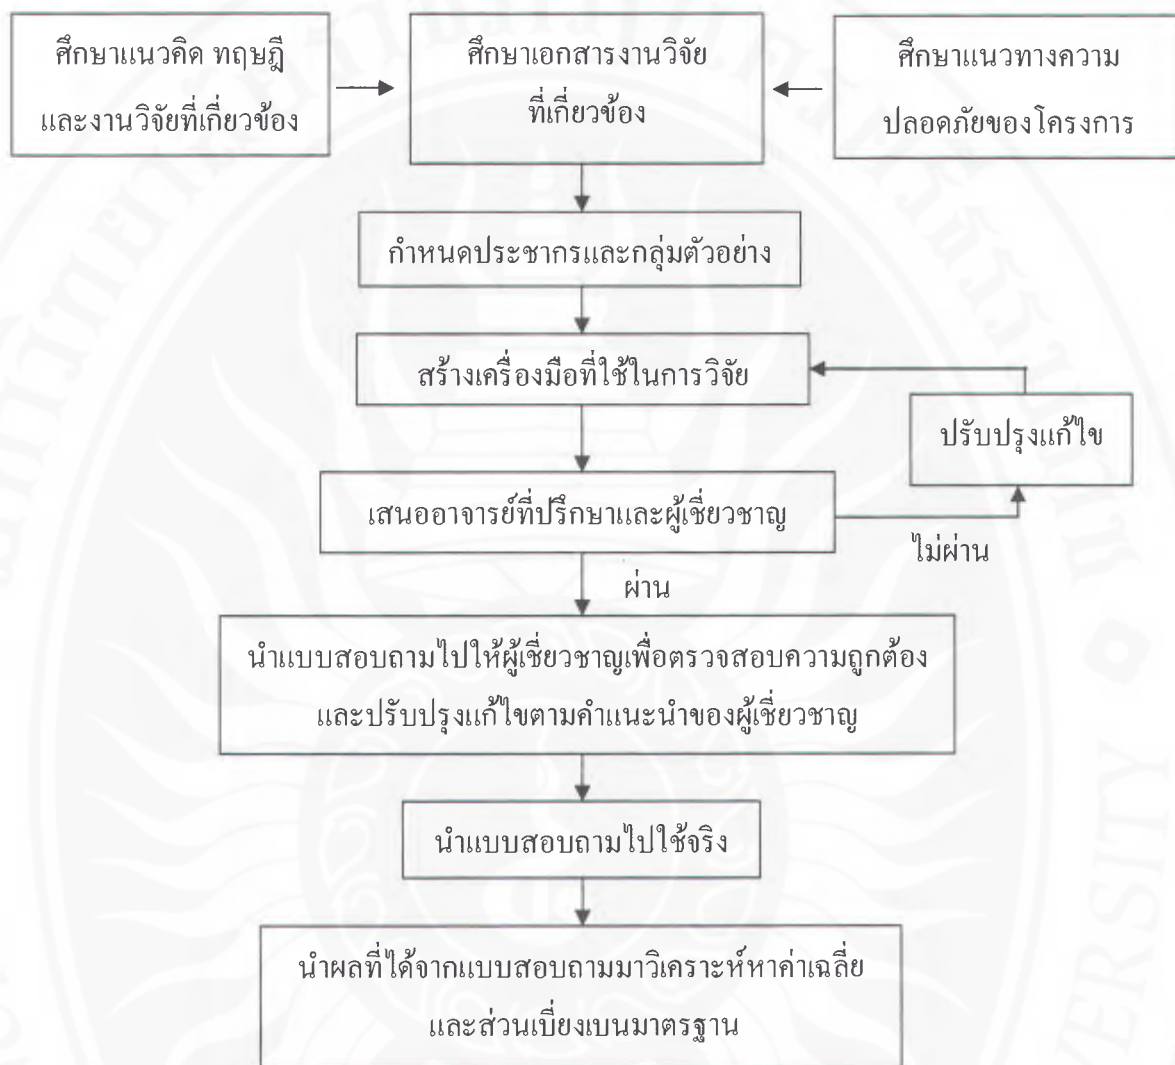 ศึกษาแนวคิด ทฤษฎี
และงานวิจัยที่เกี่ยวข้อง
ศึกษาเอกสารงานวิจัย
ที่เกี่ยวข้อง
ศึกษาแนวทางความ
ปลอดภัยของโครงการ
กำหนดประชากรและกลุ่มตัวอย่าง
สร้างเครื่องมือที่ใช้ในการวิจัย
ปรับปรุงแก้ไข
เสนออาจารย์ที่ปรึกษาและผู้เชี่ยวชาญ
ไม่ผ่าน
ผ่าน
นำแบบสอบถามไปให้ผู้เชี่ยวชาญเพื่อตรวจสอบความถูกต้อง
และปรับปรุงแก้ไขตามคำแนะนำของผู้เชี่ยวชาญ
นำแบบสอบถามไปใช้จริง
นำผลที่ได้จากแบบสอบถามมาวิเคราะห์หาค่าเฉลี่ย
และส่วนเบี่ยงเบนมาตรฐาน